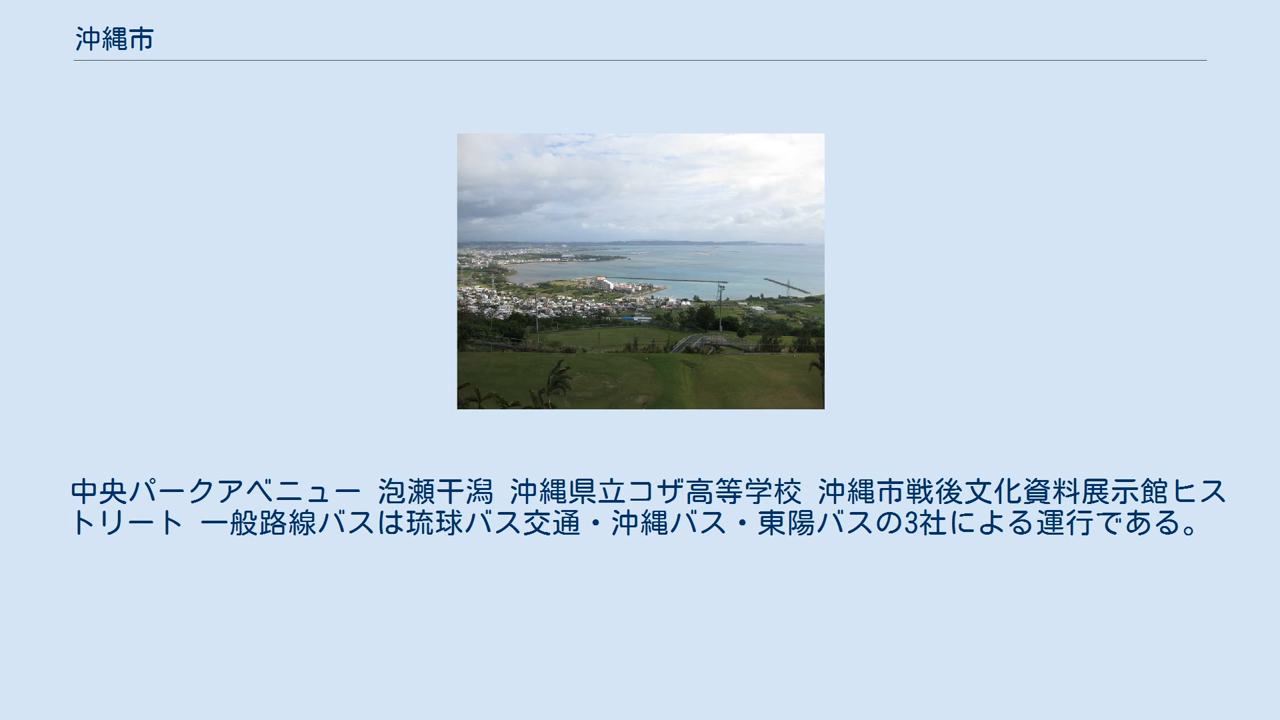 沖縄市
中央パークアベニュー 泡瀬干潟 沖縄県立コザ高等学校 沖縄市戦後文化資料展示館ヒス
トリート 一般路線バスは琉球バス交通・沖縄バス・東陽バスの3社による運行である。